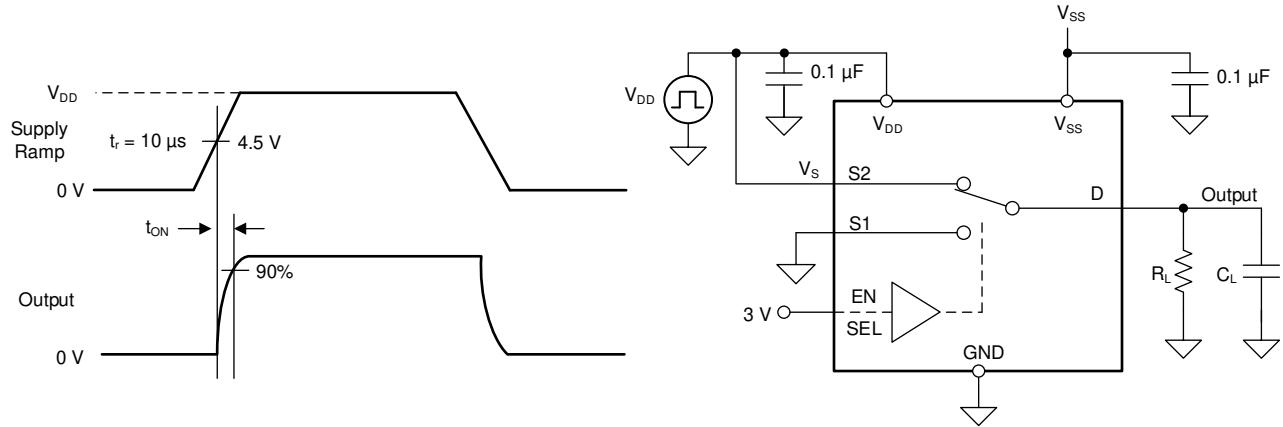 V_DD
Supply
Ramp
t_r = 10 µs
4.5 V
0 V
t_ON
90%
Output
0 V
V_SS
0.1 µF
0.1 µF
V_DD
V_DD
V_SS
V_S
S2
D
Output
S1
R_L
C_L
3 V
EN
SEL
GND